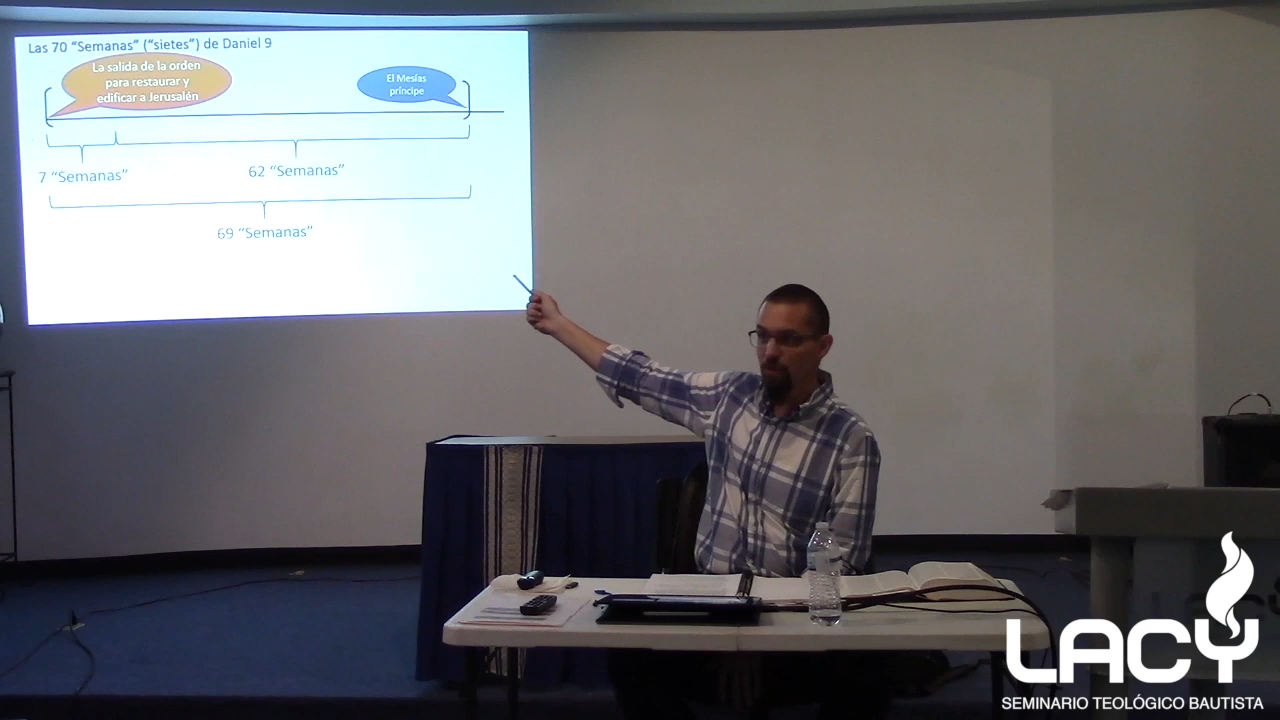 Las 70 “Semanas” (“sietes”) de Daniel 9
La salida de la orden
para restaurar y
edificar a Jerusalén
El Mesías
príncipe
7 “Semanas”
62 “Semanas”
69 “Semanas”
LACY
SEMINARIO TEOLÓGICO BAUTISTA